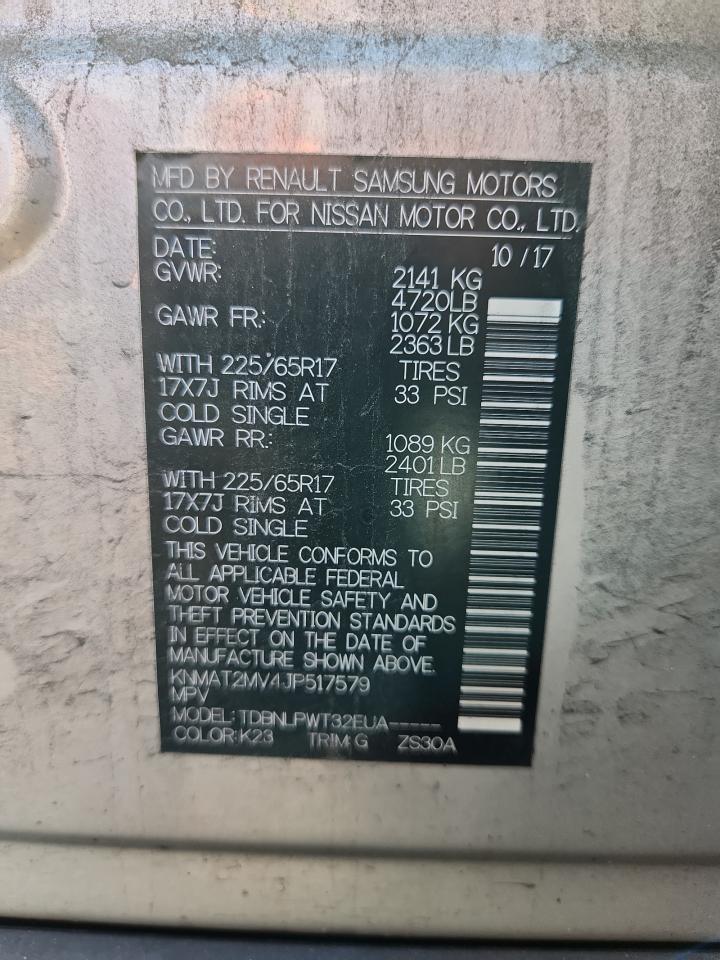 MFD BY RENAULT SAMSUNG MOTORS
CO., LTD. FOR NISSAN MOTOR CO., LTD.
DATE: 10 / 17
GVWR: 2141 KG
4720LB
GAWR FR.: 1072 KG
2363 LB
WITH 225/65R17 TIRES
17X7J RIMS AT 33 PSI
COLD SINGLE
GAWR RR.: 1089 KG
2401 LB
WITH 225/65R17 TIRES
17X7J RIMS AT 33 PSI
COLD SINGLE
THIS VEHICLE CONFORMS TO
ALL APPLICABLE FEDERAL
MOTOR VEHICLE SAFETY AND
THEFT PREVENTION STANDARDS
IN EFFECT ON THE DATE OF
MANUFACTURE SHOWN ABOVE.
KNMAT2MV4JP517579
MPV
MODEL: TDBNLPWT32EUA-----
COLOR:K23 TRIM:G ZS30A